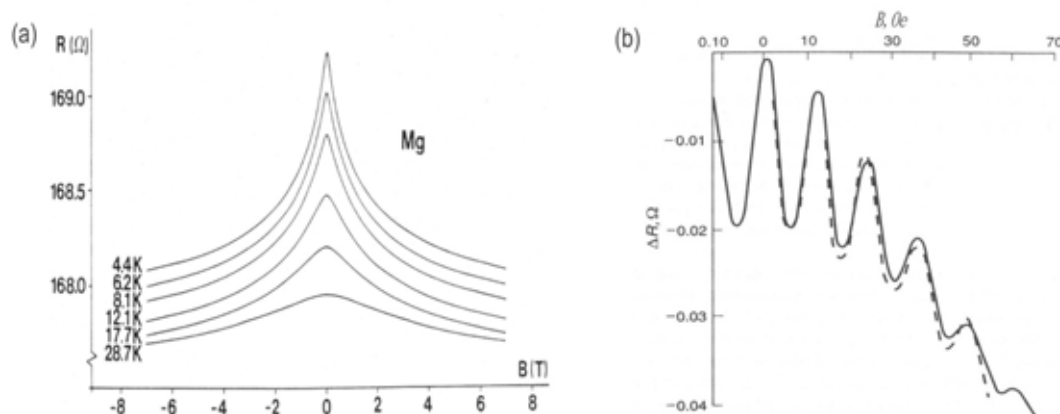 (a)
R (Ω)
169.0
168.5
168.0
Mg
4.4K
6.2K
8.1K
12.1K
17.7K
28.7K
B (T)
-8 -6 -4 -2 0 2 4 6 8
(b)
B, Oe
0.10 0 10 30 50 70
-0.01
-0.02
-0.03
-0.04
ΔR, Ω